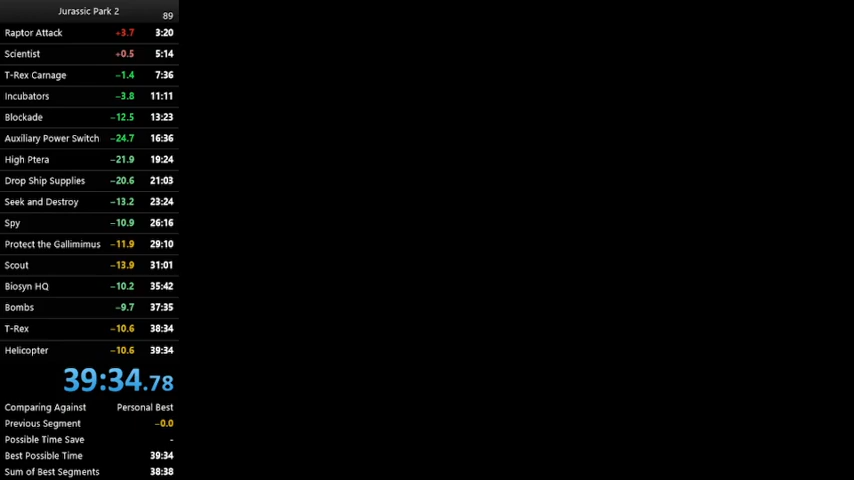 Jurassic Park 2
89
Raptor Attack +3.7 3:20
Scientist +0.5 5:14
T-Rex Carnage −1.4 7:36
Incubators −3.8 11:11
Blockade −12.5 13:23
Auxiliary Power Switch −24.7 16:36
High Ptera −21.9 19:24
Drop Ship Supplies −20.6 21:03
Seek and Destroy −13.2 23:24
Spy −10.9 26:16
Protect the Gallimimus −11.9 29:10
Scout −13.9 31:01
Biosyn HQ −10.2 35:42
Bombs −9.7 37:35
T-Rex −10.6 38:34
Helicopter −10.6 39:34
39:34.78
Comparing Against Personal Best
Previous Segment −0.0
Possible Time Save -
Best Possible Time 39:34
Sum of Best Segments 38:38